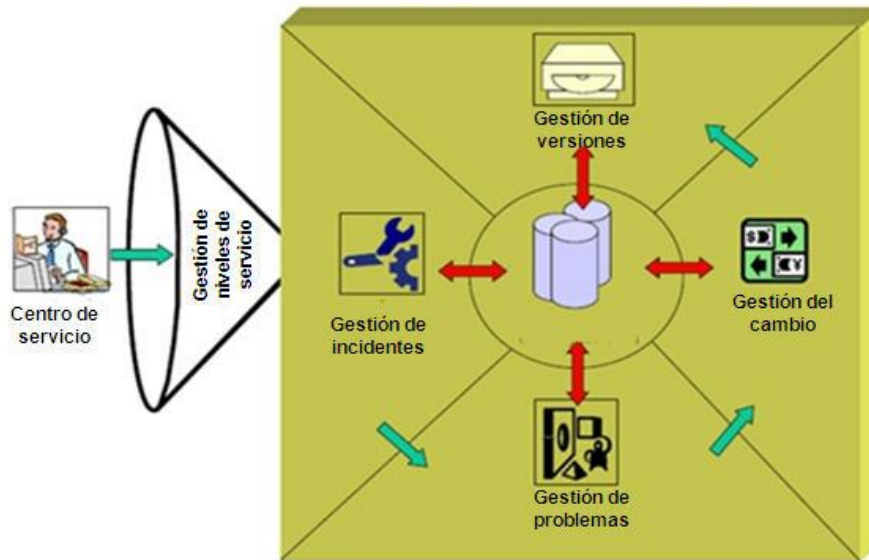 Gestión de
versiones
Gestión de
niveles de
servicio
Centro de
servicio
Gestión de
incidentes
Gestión del
cambio
Gestión de
problemas